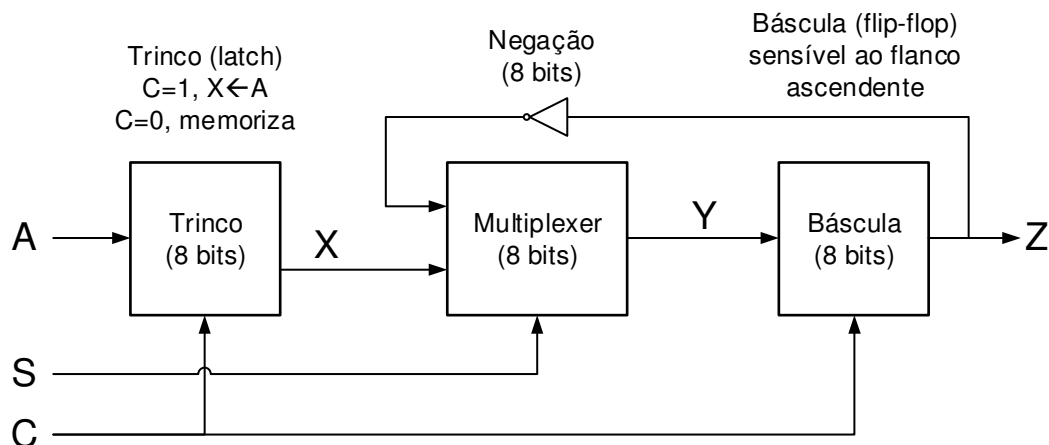 Trinco (latch)
C=1, X←A
C=0, memoriza
Negação
(8 bits)
Báscula (flip-flop)
sensível ao flanco
ascendente
A
Trinco
(8 bits)
X
Multiplexer
(8 bits)
Y
Báscula
(8 bits)
Z
S
C